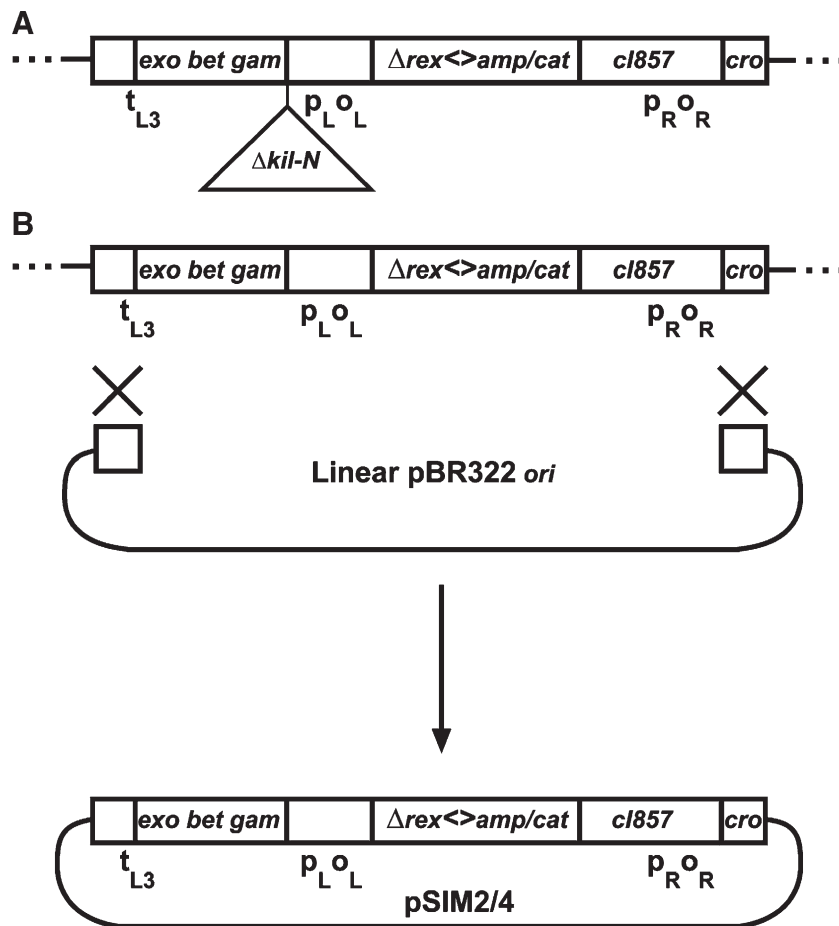 A
exo bet gam Δrex<>amp/cat cI857 cro
tL3 pLoL pRoR
Δkil-N
B
exo bet gam Δrex<>amp/cat cI857 cro
tL3 pLoL pRoR
Linear pBR322 ori
exo bet gam Δrex<>amp/cat cI857 cro
tL3 pLoL pRoR
pSIM2/4